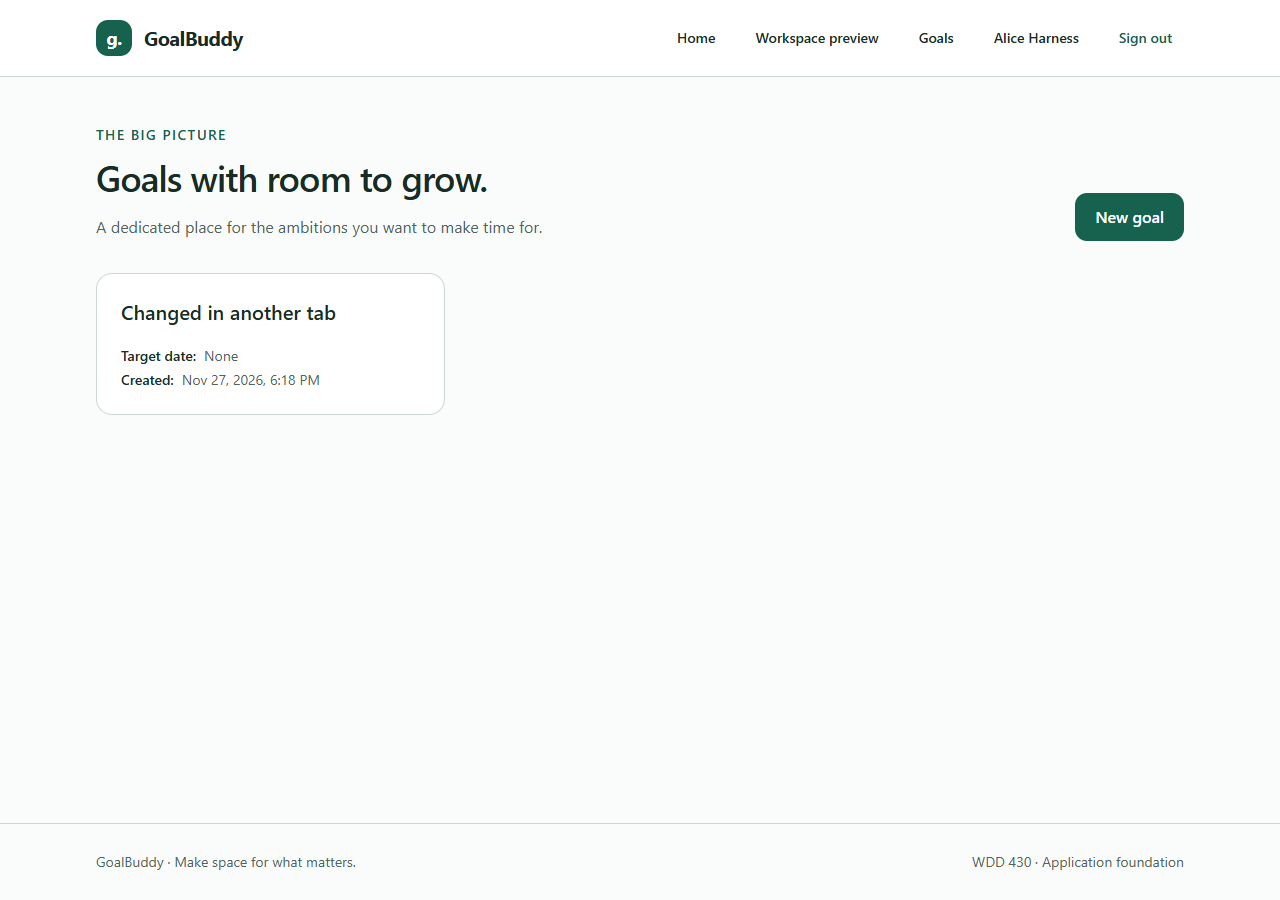 g. GoalBuddy Home Workspace preview Goals Alice Harness Sign out
THE BIG PICTURE
Goals with room to grow.
A dedicated place for the ambitions you want to make time for.
New goal
Changed in another tab
Target date: None
Created: Nov 27, 2026, 6:18 PM
GoalBuddy · Make space for what matters. WDD 430 · Application foundation